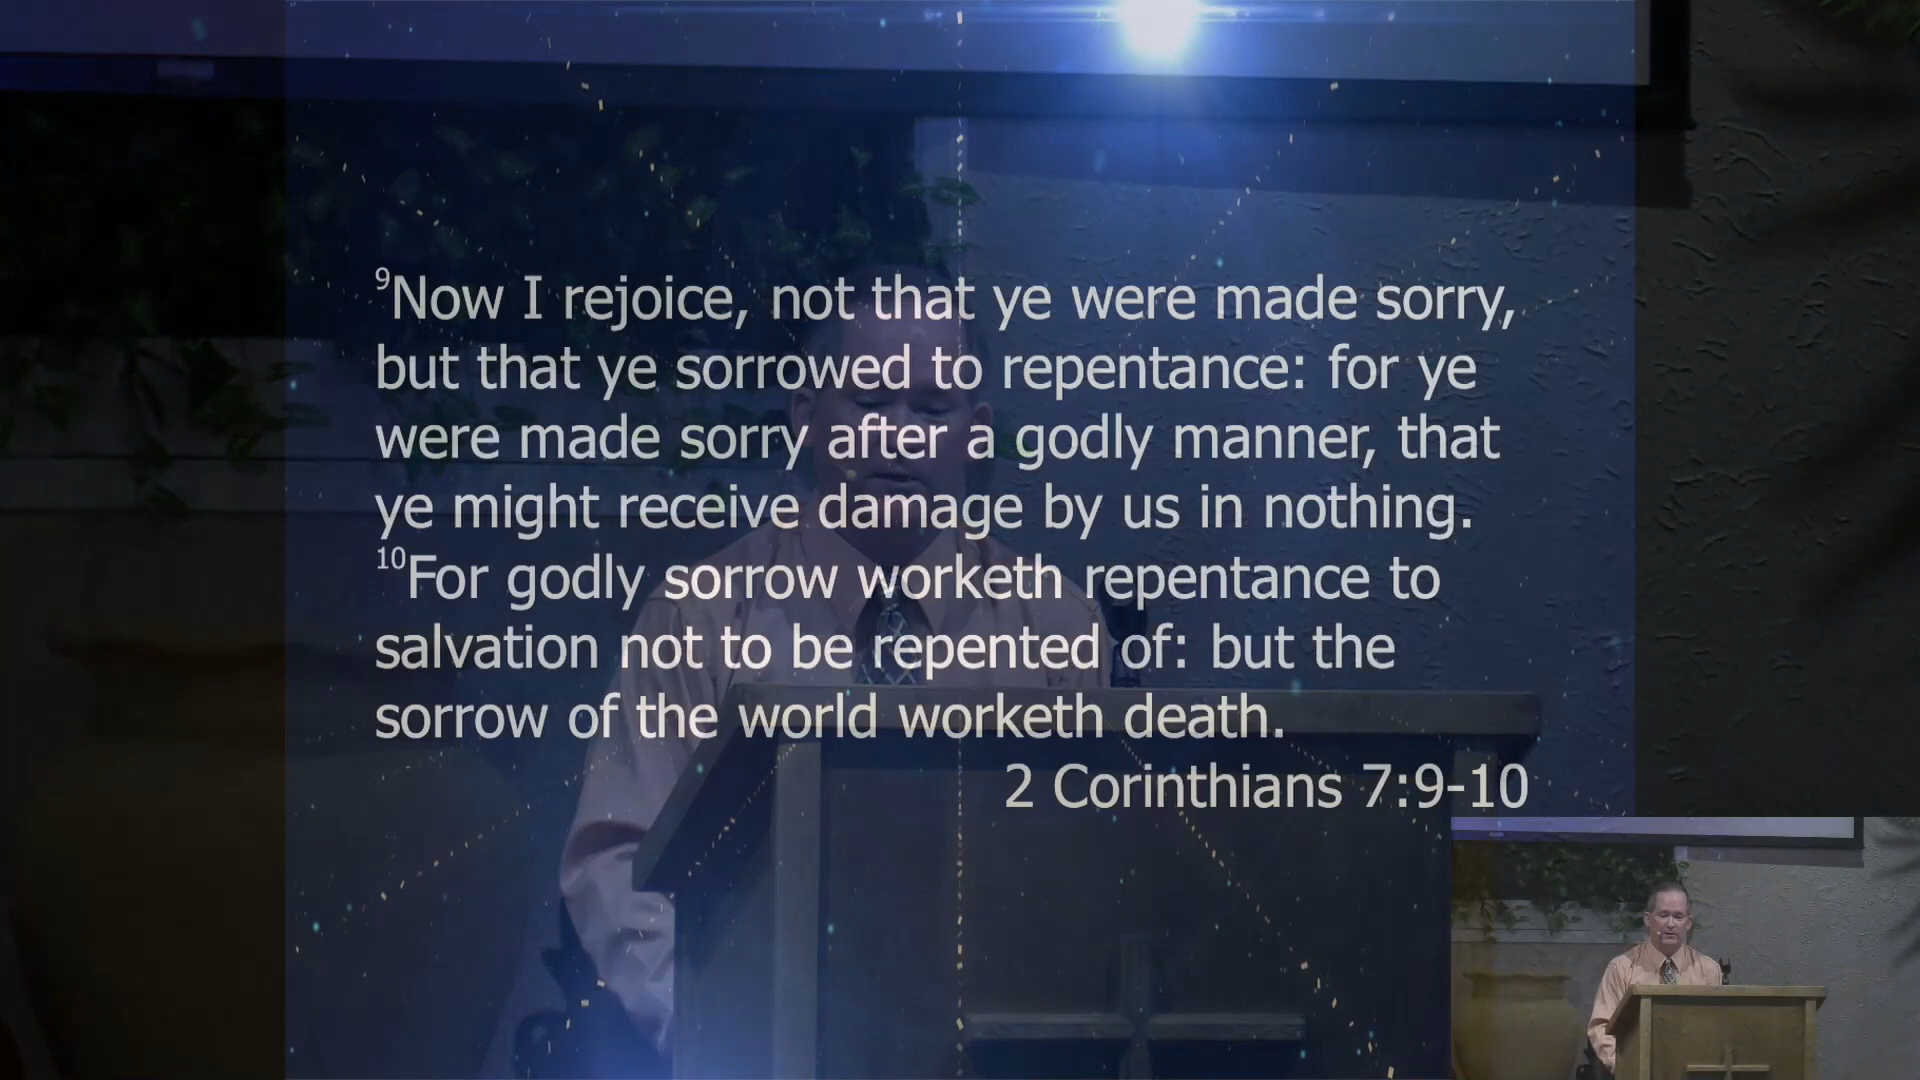 ⁹Now I rejoice, not that ye were made sorry,
but that ye sorrowed to repentance: for ye
were made sorry after a godly manner, that
ye might receive damage by us in nothing.
¹⁰For godly sorrow worketh repentance to
salvation not to be repented of: but the
sorrow of the world worketh death.
2 Corinthians 7:9-10